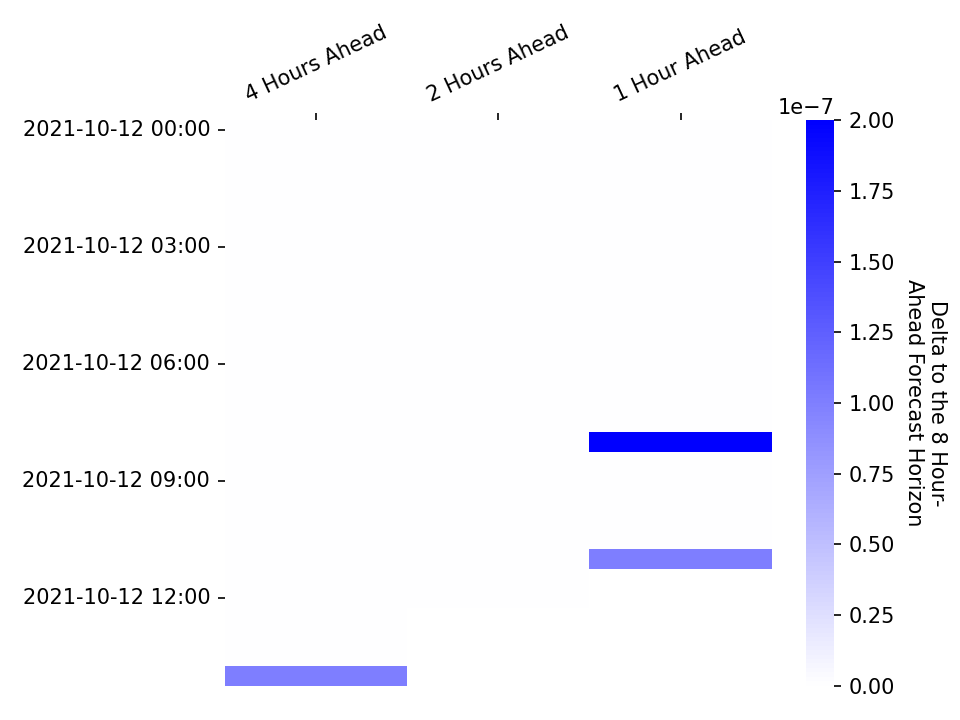 4 Hours Ahead
2 Hours Ahead
1 Hour Ahead
1e−7
2021-10-12 00:00
2021-10-12 03:00
2021-10-12 06:00
2021-10-12 09:00
2021-10-12 12:00
2.00
1.75
1.50
1.25
1.00
0.75
0.50
0.25
0.00
Delta to the 8 Hour-
Ahead Forecast Horizon